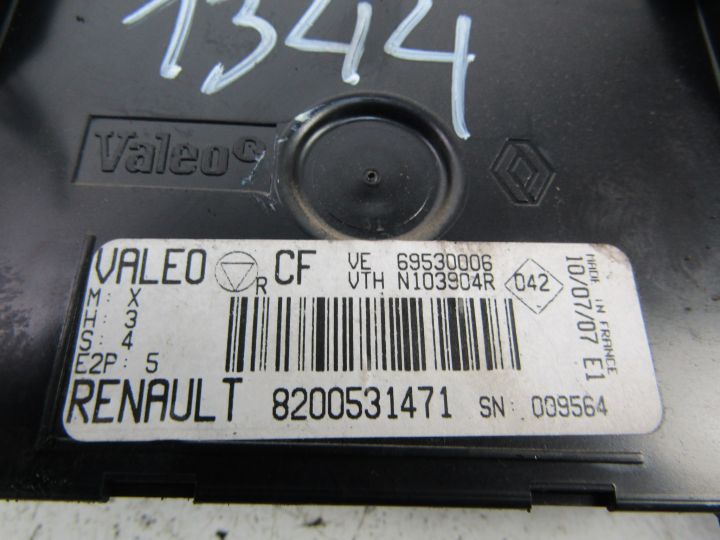 1344
Valeo®
VALEO R CF VE 69530006
VTH N103904R 042
M: X
H: 3
S: 4
E2P: 5
RENAULT 8200531471 SN: 009564
MADE IN FRANCE
10/07/07 E1